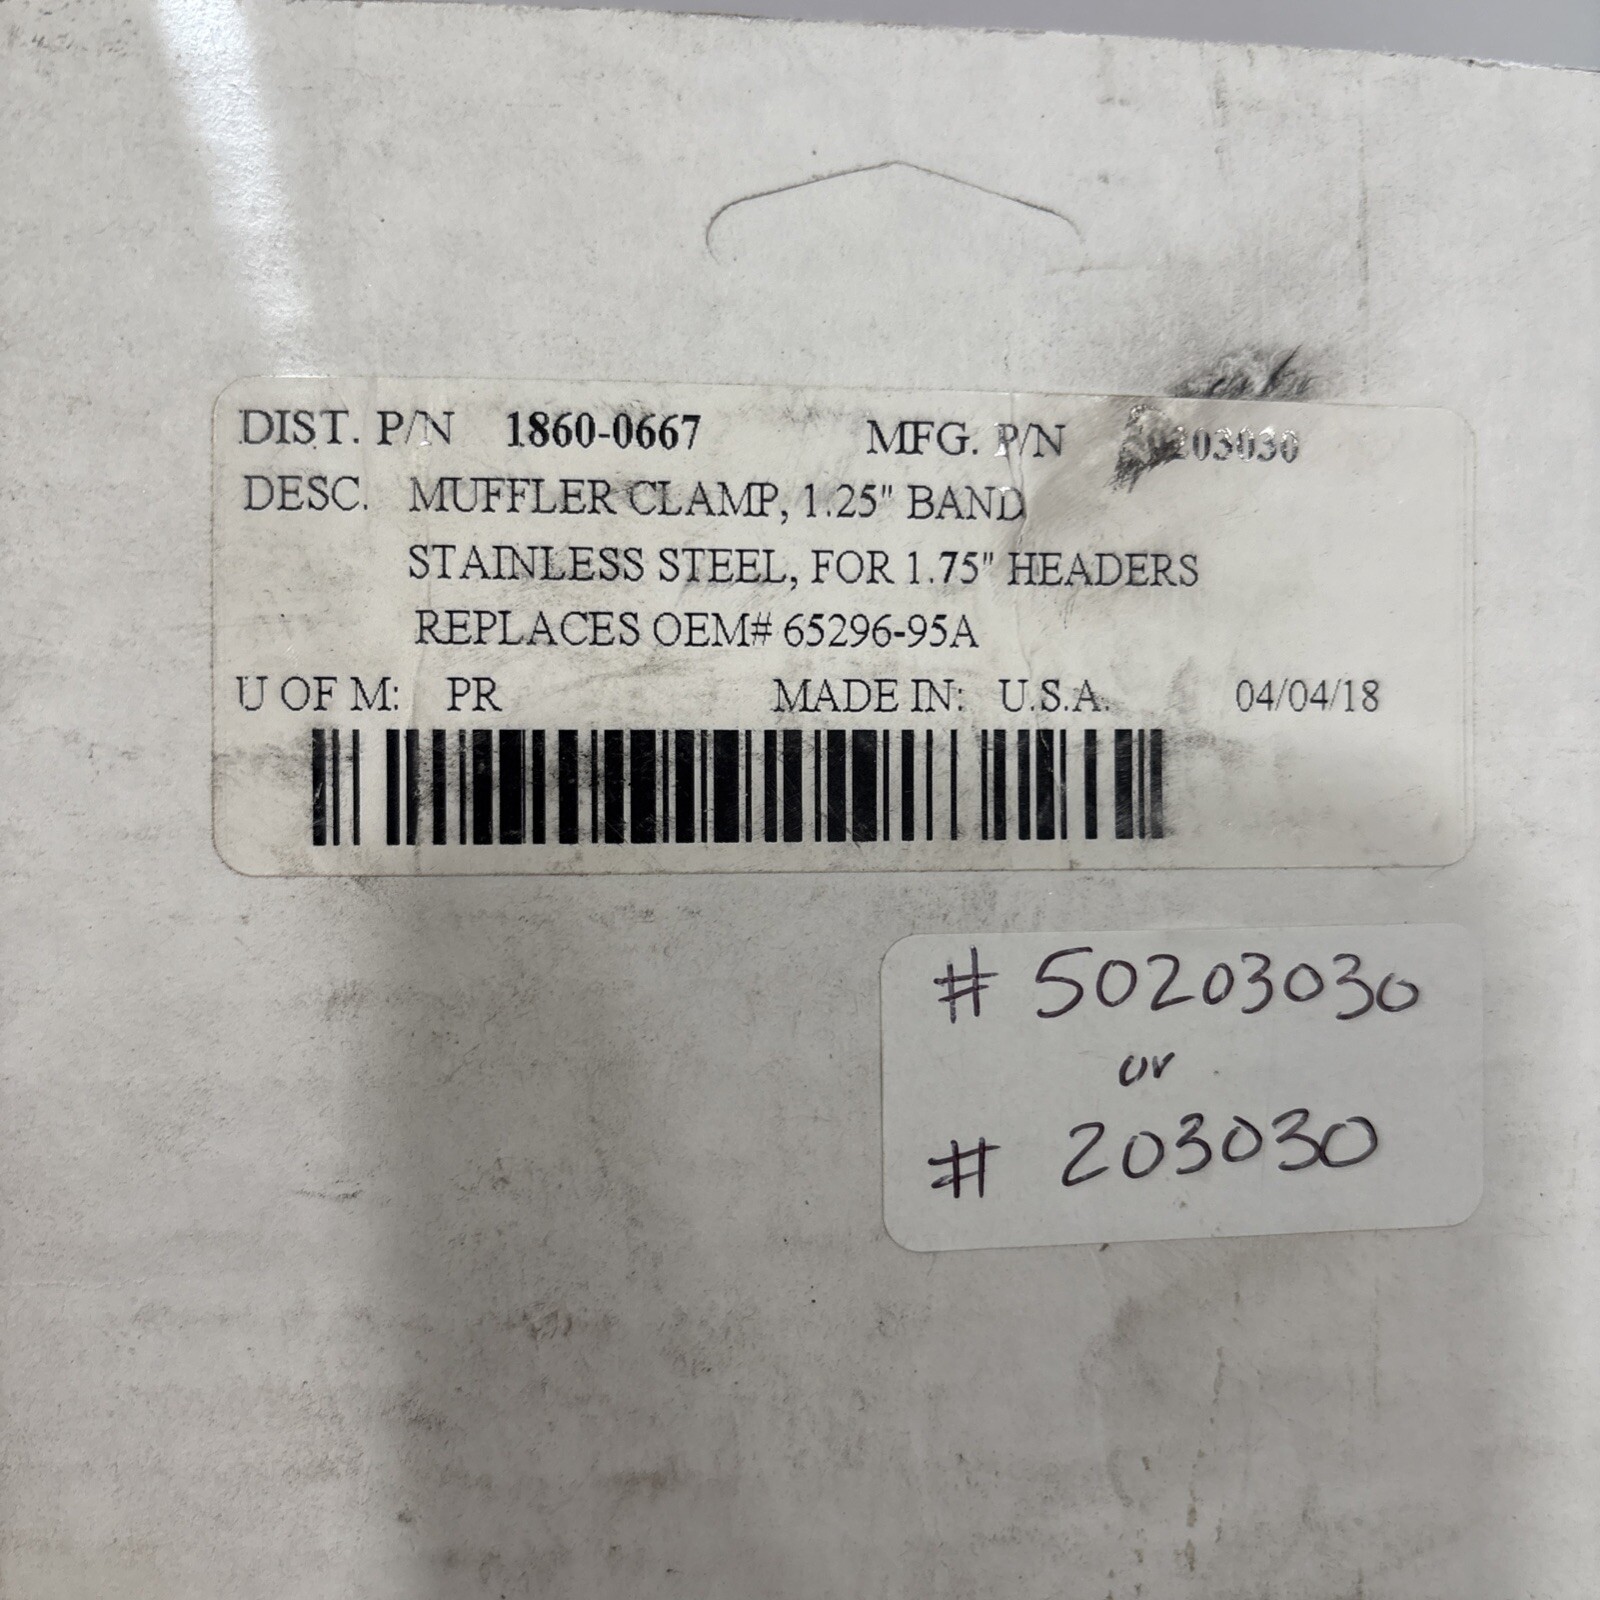 DIST. P/N 1860-0667 MFG. P/N
DESC. MUFFLER CLAMP, 1.25" BAND
STAINLESS STEEL, FOR 1.75" HEADERS
REPLACES OEM# 65296-95A
U OF M: PR MADE IN: U.S.A. 04/04/18
# 50203030
or
# 203030